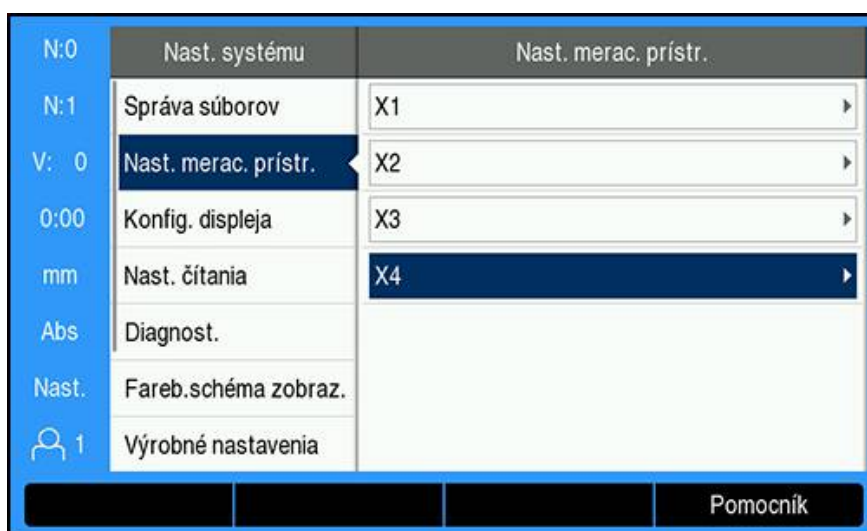 N:0
N:1
V: 0
0:00
mm
Abs
Nast.
1
Nast. systému
Správa súborov
Nast. merac. prístr.
Konfig. displeja
Nast. čítania
Diagnost.
Fareb.schéma zobraz.
Výrobné nastavenia
Nast. merac. prístr.
X1
X2
X3
X4
Pomocník